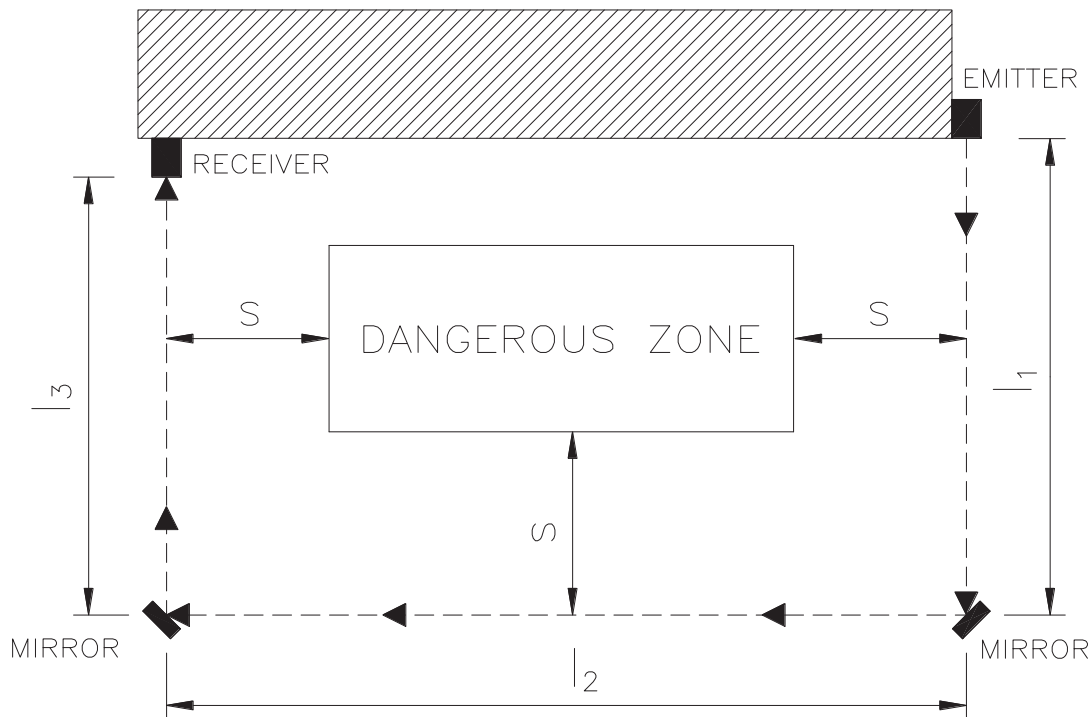 EMITTER
RECEIVER
S
S
DANGEROUS ZONE
l3
l1
S
MIRROR
MIRROR
l2